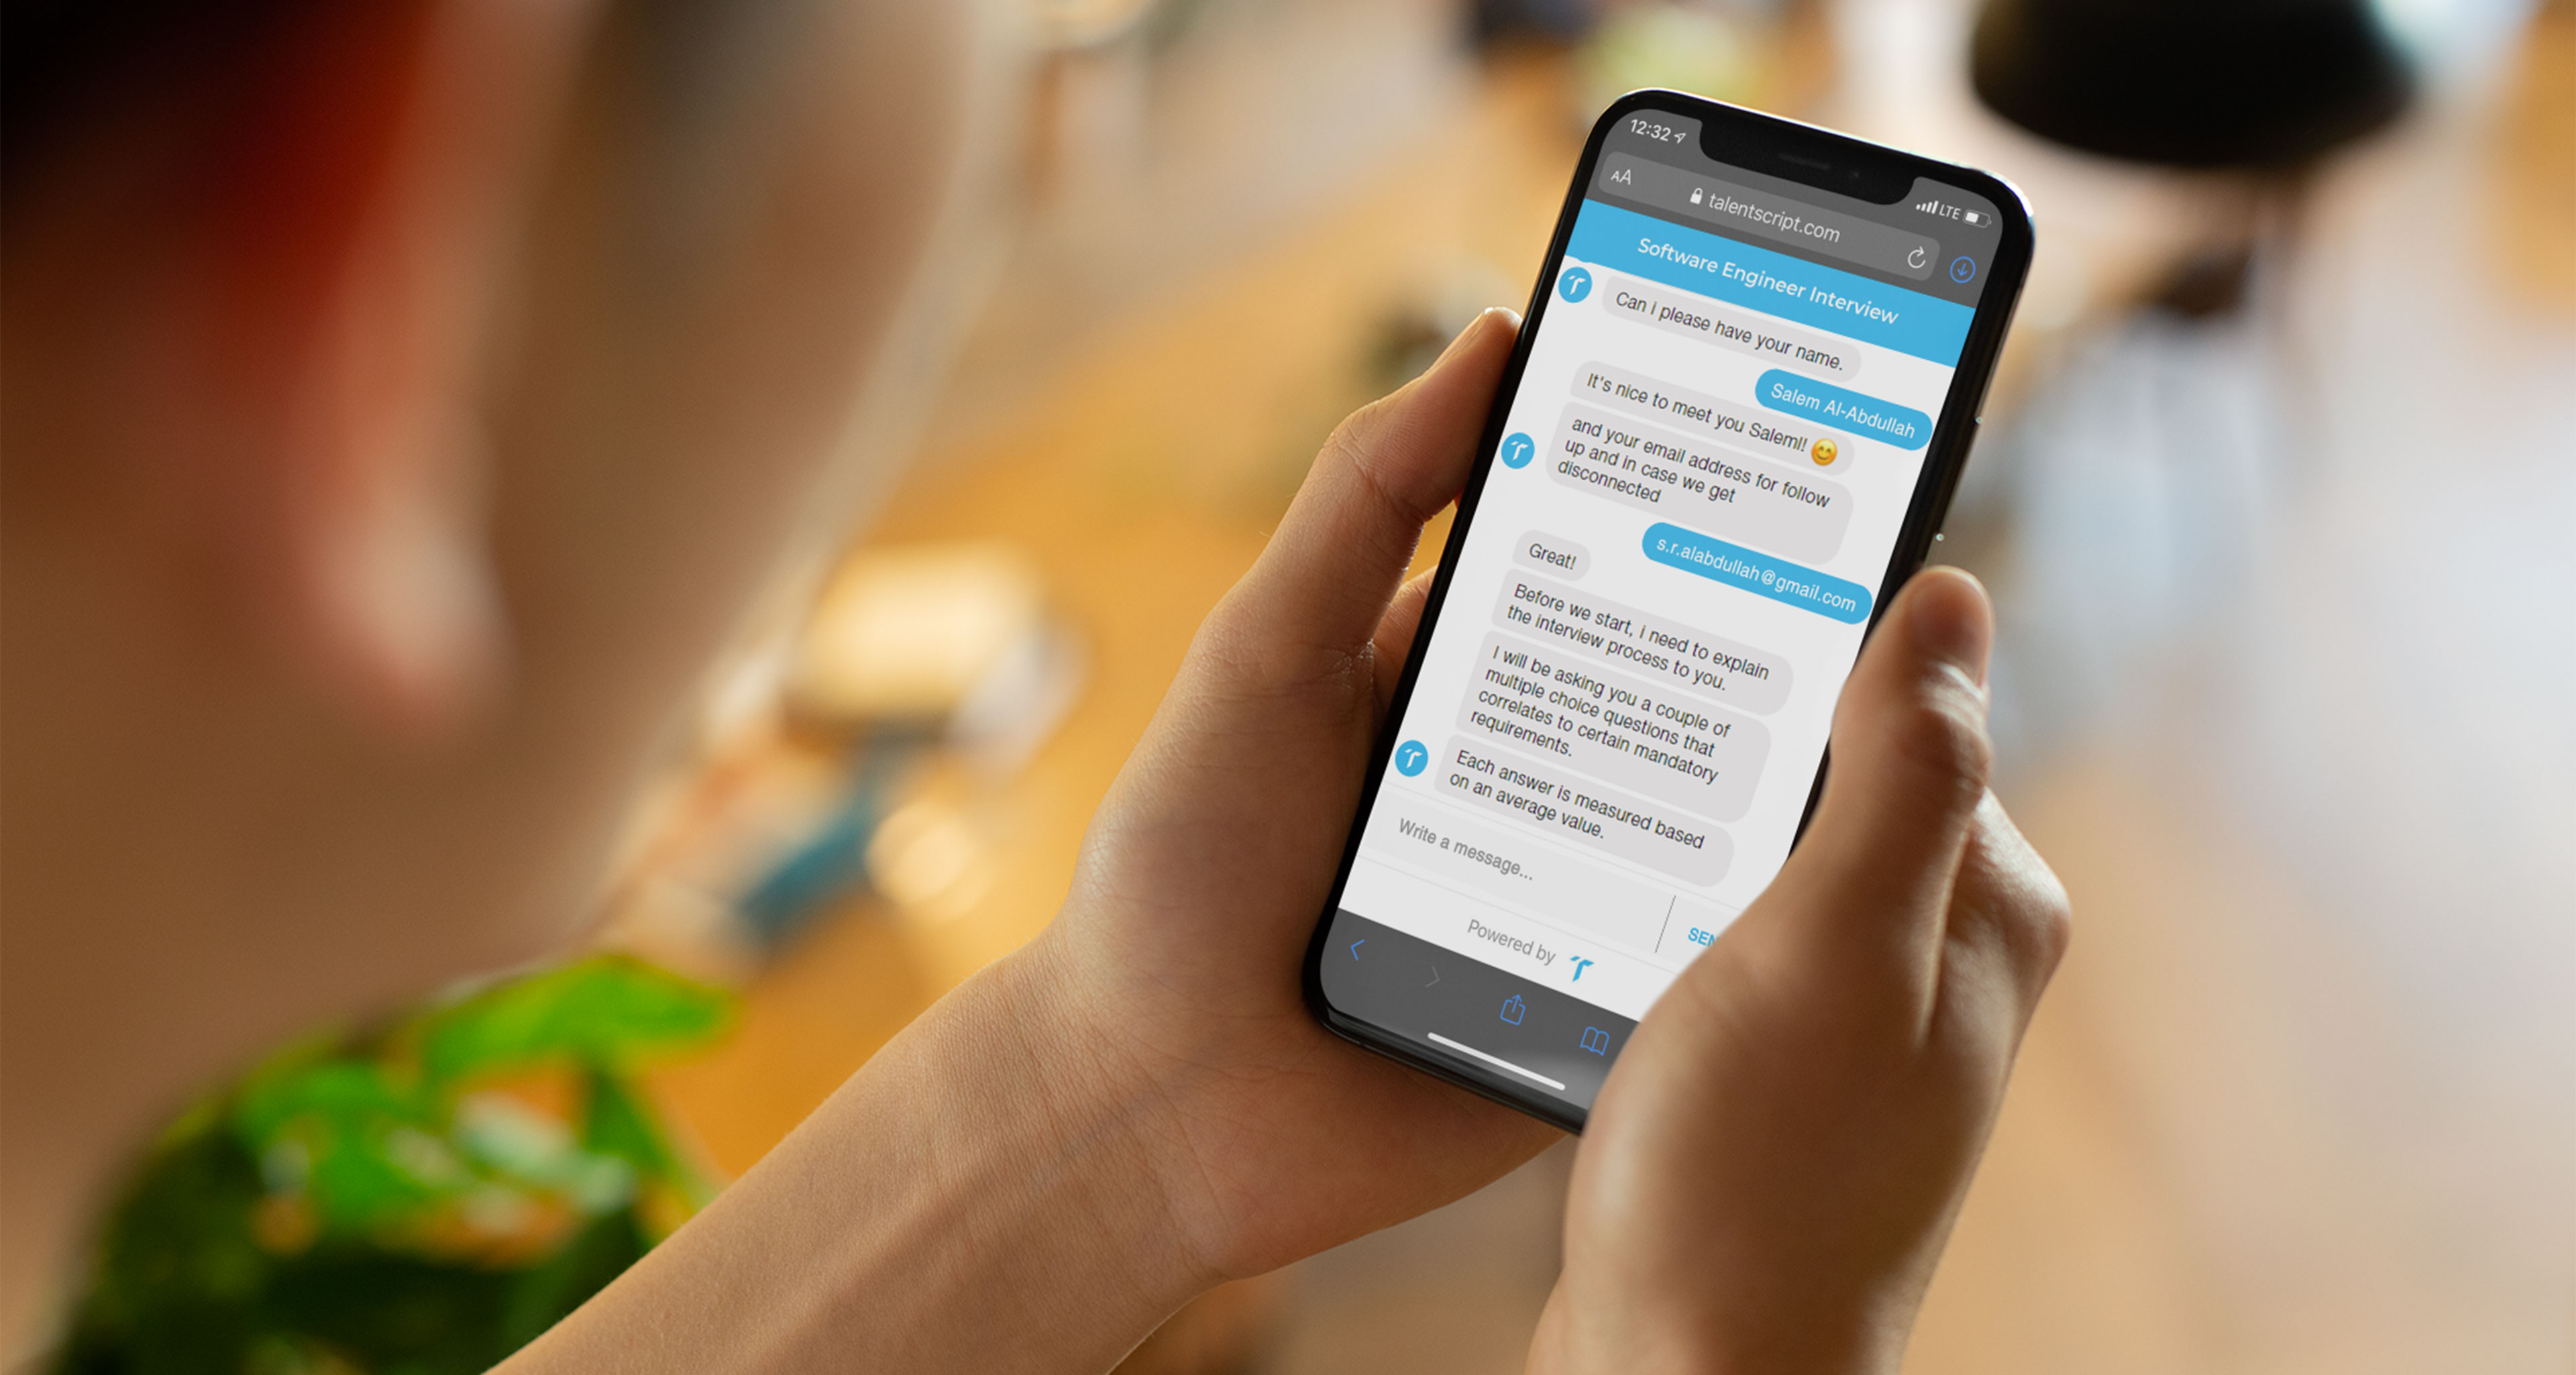 12:32
LTE
AA
talentscript.com
Software Engineer Interview
Can i please have your name.
Salem Al-Abdullah
It's nice to meet you Saleml! 😊
and your email address for follow
up and in case we get
disconnected
s.r.alabdullah@gmail.com
Great!
Before we start, i need to explain
the interview process to you.
I will be asking you a couple of
multiple choice questions that
correlates to certain mandatory
requirements.
Each answer is measured based
on an average value.
Write a message...
SEN
Powered by